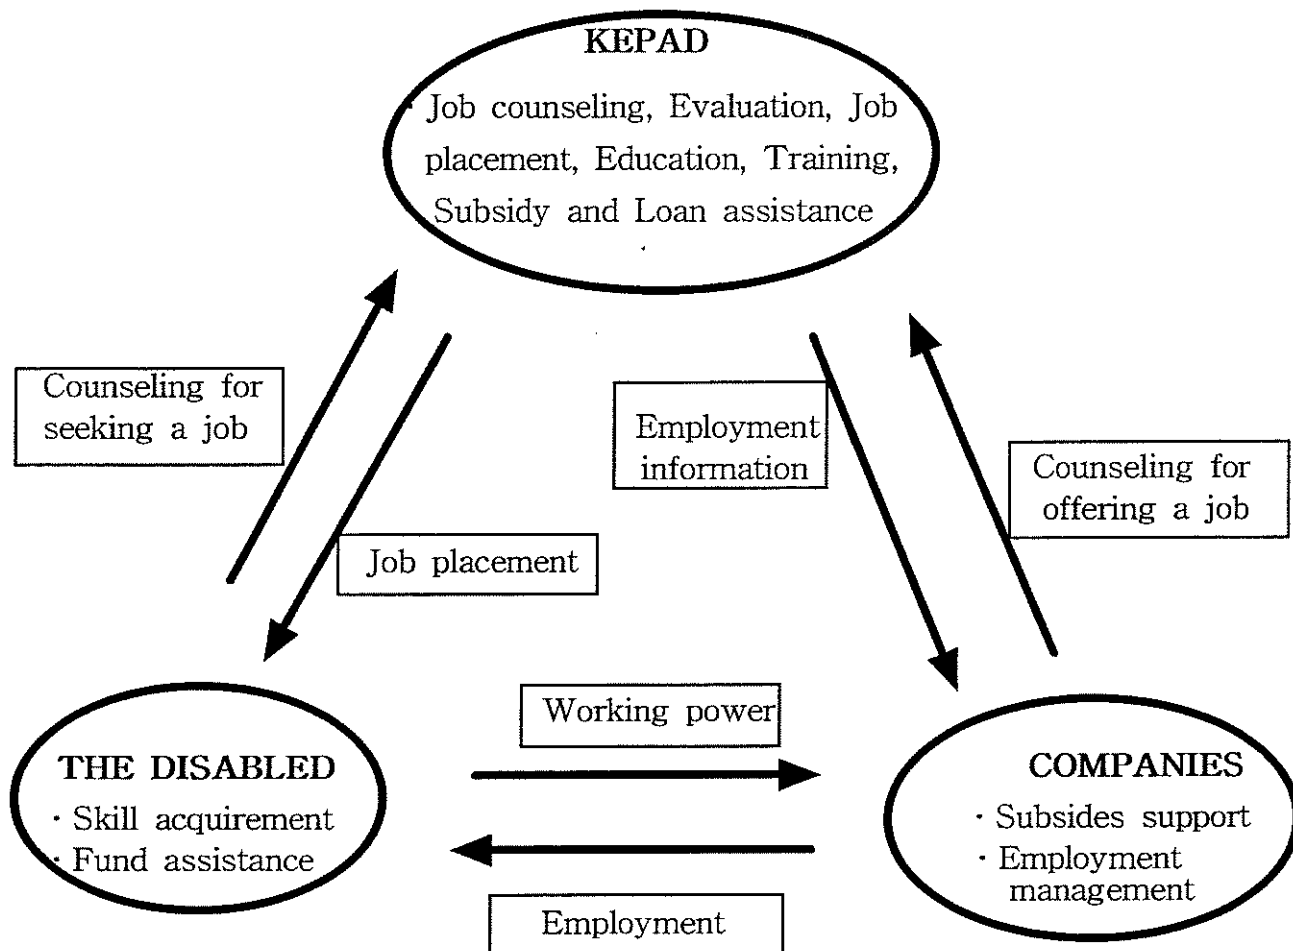 KEPAD
· Job counseling, Evaluation, Job
placement, Education, Training,
Subsidy and Loan assistance
Counseling for
seeking a job
Employment
information
Counseling for
offering a job
Job placement
Working power
THE DISABLED
· Skill acquirement
· Fund assistance
COMPANIES
· Subsides support
· Employment
management
Employment